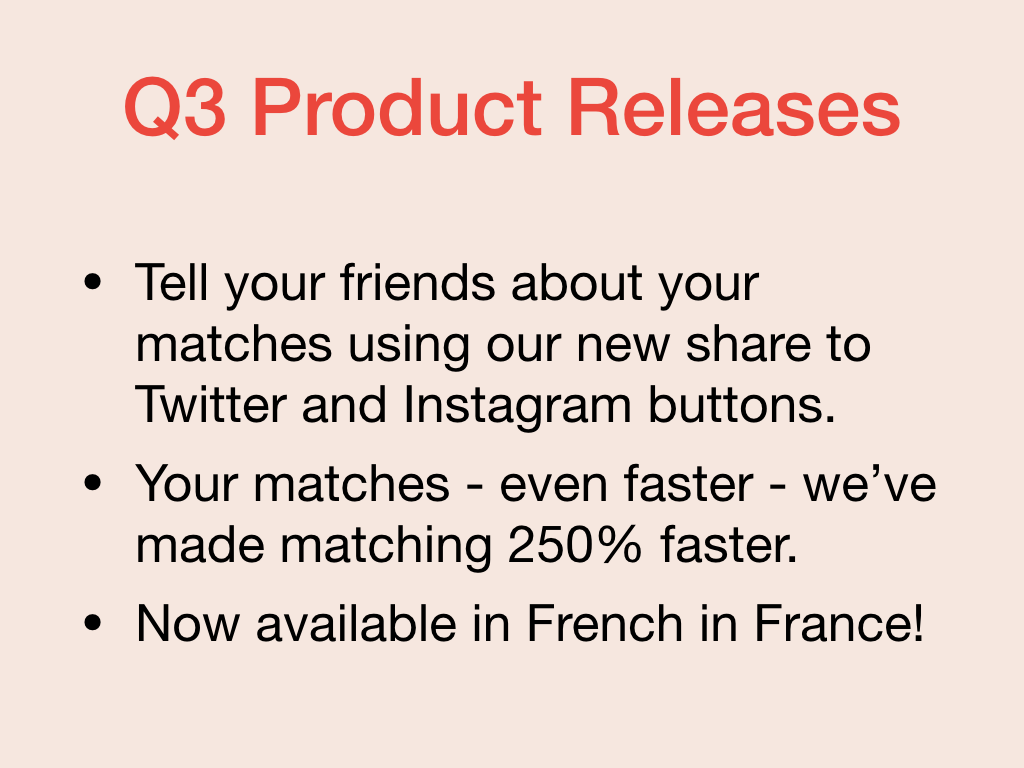 Q3 Product Releases
• Tell your friends about your
matches using our new share to
Twitter and Instagram buttons.
• Your matches - even faster - we’ve
made matching 250% faster.
• Now available in French in France!